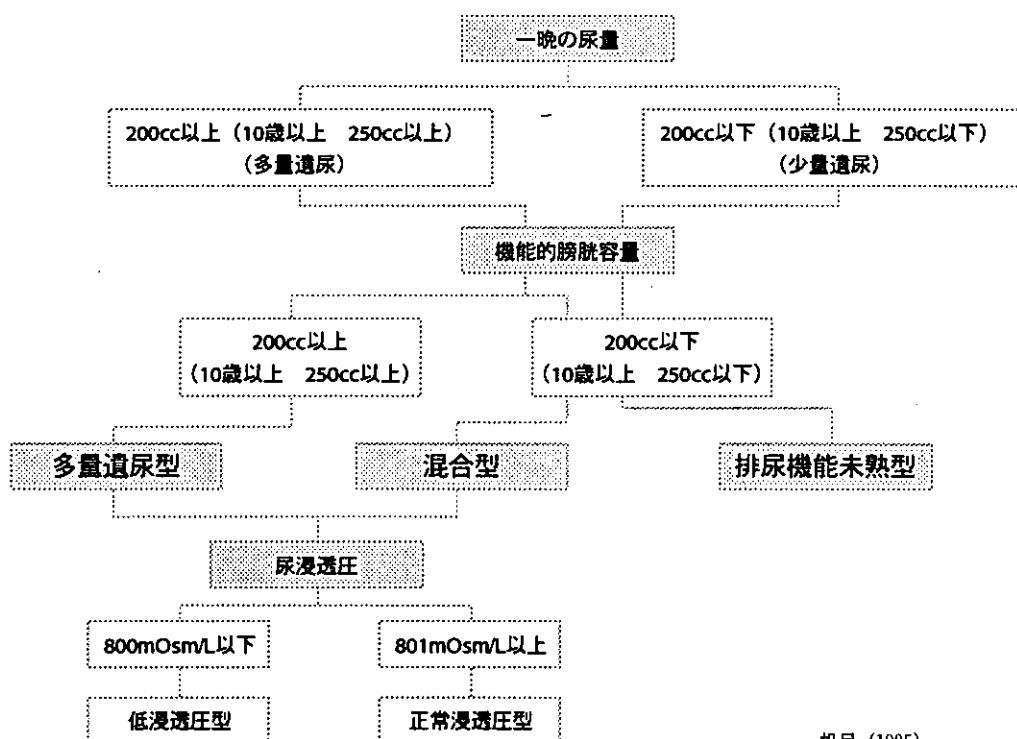 一晩の尿量
200cc以上（10歳以上　250cc以上）
（多量遺尿）
200cc以下（10歳以上　250cc以下）
（少量遺尿）
機能的膀胱容量
200cc以上
（10歳以上　250cc以上）
200cc以下
（10歳以上　250cc以下）
多量遺尿型
混合型
排尿機能未熟型
尿浸透圧
800mOsm/L以下
801mOsm/L以上
低浸透圧型
正常浸透圧型